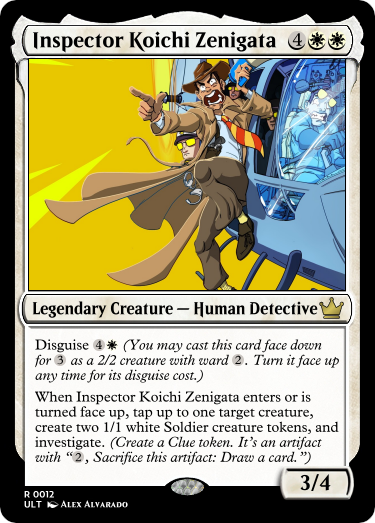 Inspector Koichi Zenigata 4
Legendary Creature — Human Detective
Disguise 4 (You may cast this card face down
for 3 as a 2/2 creature with ward 2. Turn it face up
any time for its disguise cost.)
When Inspector Koichi Zenigata enters or is
turned face up, tap up to one target creature,
create two 1/1 white Soldier creature tokens, and
investigate. (Create a Clue token. It's an artifact
with “2, Sacrifice this artifact: Draw a card.”)
3/4
R 0012
ULT Alex Alvarado